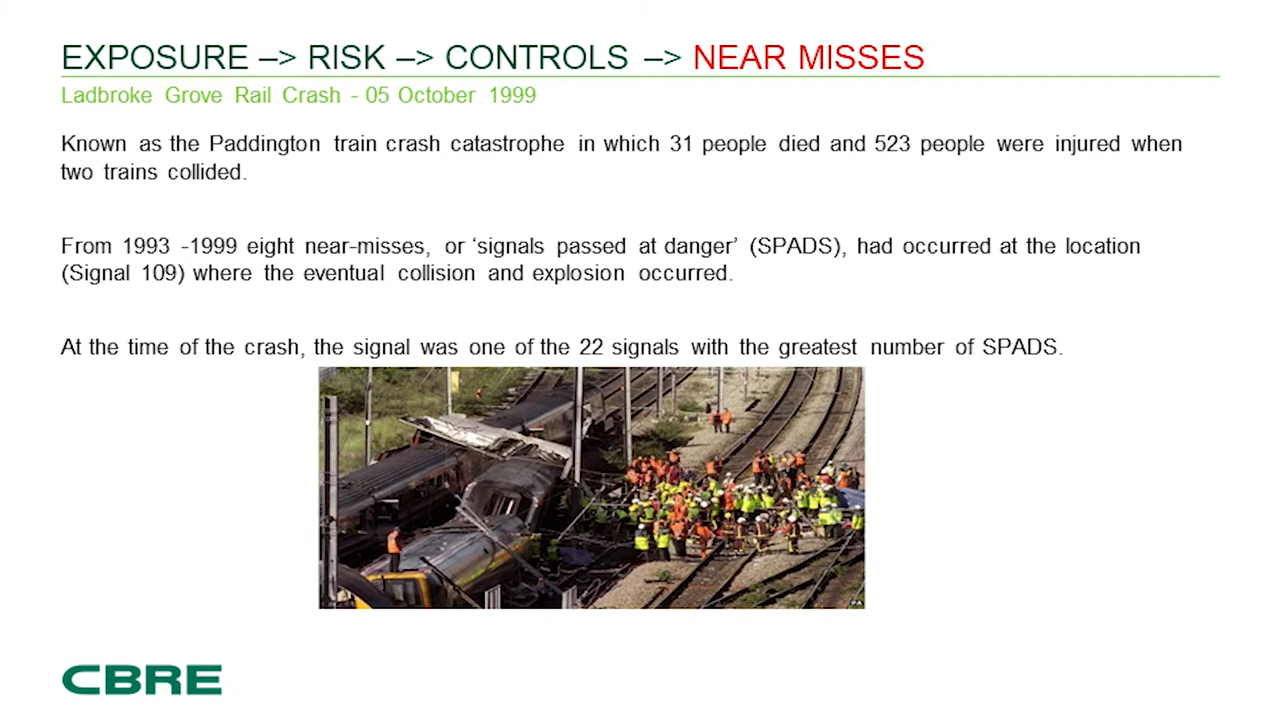 EXPOSURE –> RISK –> CONTROLS –> NEAR MISSES
Ladbroke Grove Rail Crash - 05 October 1999
Known as the Paddington train crash catastrophe in which 31 people died and 523 people were injured when
two trains collided.
From 1993 -1999 eight near-misses, or ‘signals passed at danger’ (SPADS), had occurred at the location
(Signal 109) where the eventual collision and explosion occurred.
At the time of the crash, the signal was one of the 22 signals with the greatest number of SPADS.
PA
CBRE